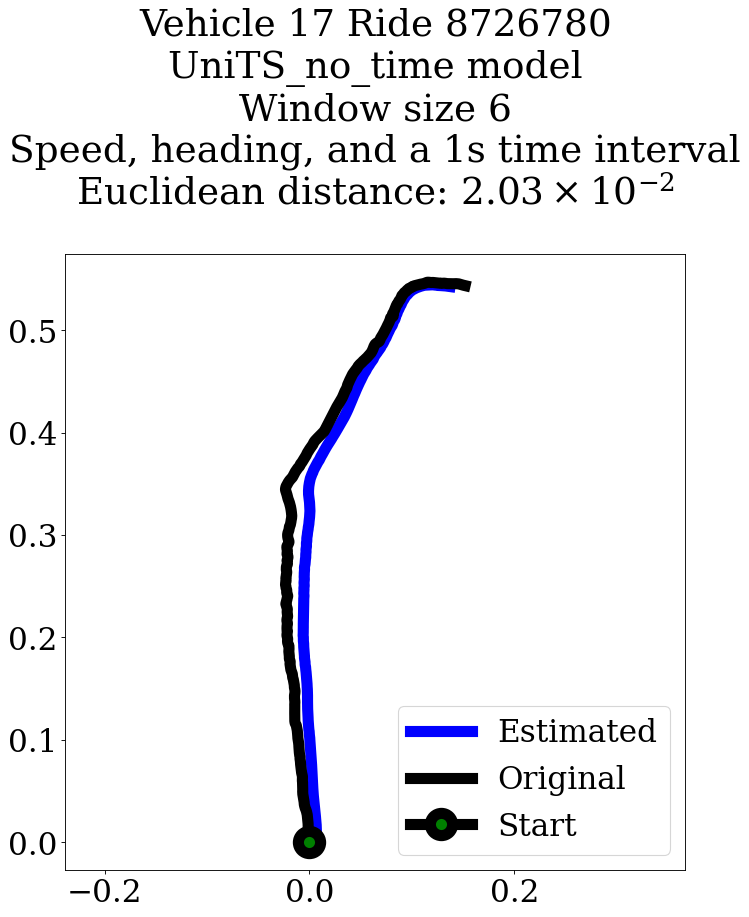 Vehicle 17 Ride 8726780
UniTS_no_time model
Window size 6
Speed, heading, and a 1s time interval
Euclidean distance: 2.03 × 10⁻²
0.5
0.4
0.3
0.2
0.1
0.0
−0.2
0.0
0.2
Estimated
Original
Start